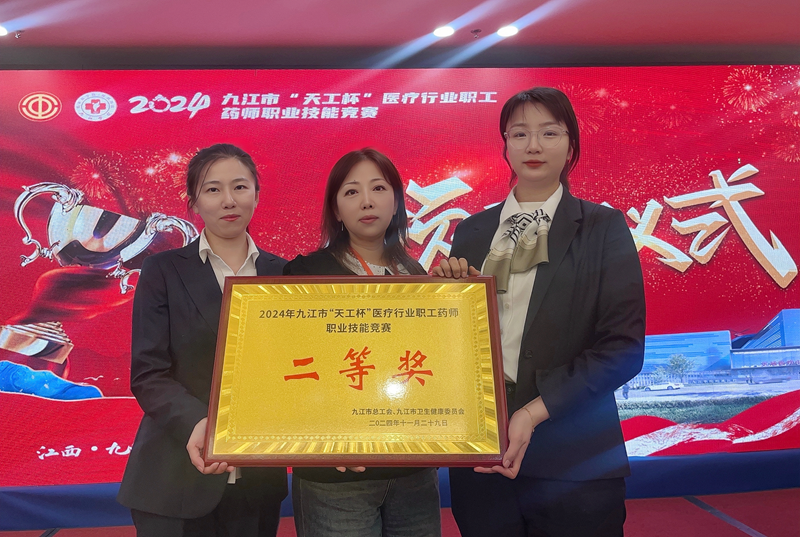 2024 九江市“天工杯”医疗行业职工
药师职业技能竞赛
仪式
江西·九
2024年九江市“天工杯”医疗行业职工药师
职业技能竞赛
二等奖
九江市总工会、九江市卫生健康委员会
二〇二四年十一月二十九日